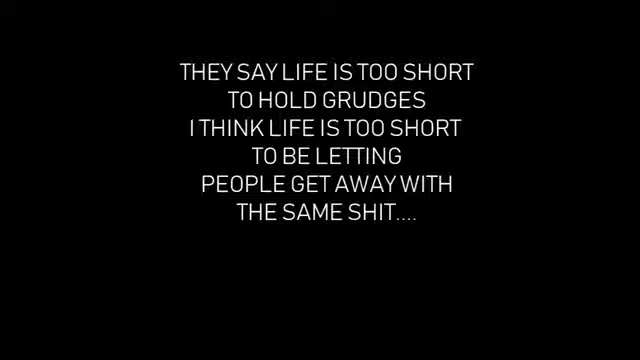 THEY SAY LIFE IS TOO SHORT
TO HOLD GRUDGES
I THINK LIFE IS TOO SHORT
TO BE LETTING
PEOPLE GET AWAY WITH
THE SAME SHIT....